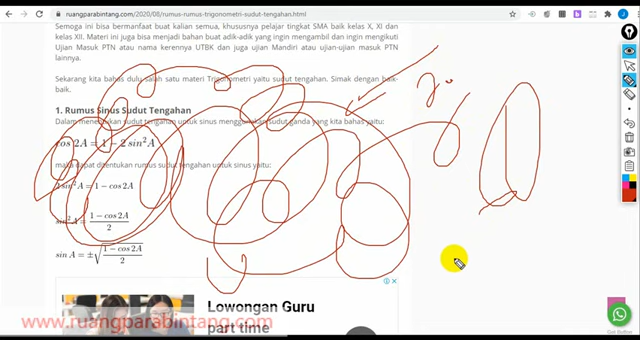 ruangparabintang.com/2020/08/rumus-rumus-trigonometri-sudut-tengahan.html
Semoga ini bisa bermanfaat buat kalian semua, khususnya pelajar tingkat SMA baik kelas X, XI dan
kelas XII. Materi ini juga bisa menjadi bahan buat adik-adik yang ingin mengambil dan ingin mengikuti
Ujian Masuk PTN atau nama kerennya UTBK dan juga ujian Mandiri atau ujian-ujian masuk PTN
lainnya.
Sekarang kita bahas dulu salah satu materi Trigonometri yaitu sudut tengahan. Simak dengan baik-
baik.
1. Rumus Sinus Sudut Tengahan
Dalam menentukan sudut tengahan untuk sinus menggunakan sudut ganda yang kita bahas yaitu:
cos 2A = 1 − 2 sin²A
maka dapat ditentukan rumus sudut tengahan untuk sinus yaitu:
2 sin²A = 1 − cos 2A
sin²A = (1 − cos 2A)/2
sin A = ±√((1 − cos 2A)/2)
Lowongan Guru
part time
www.ruangparabintang.com